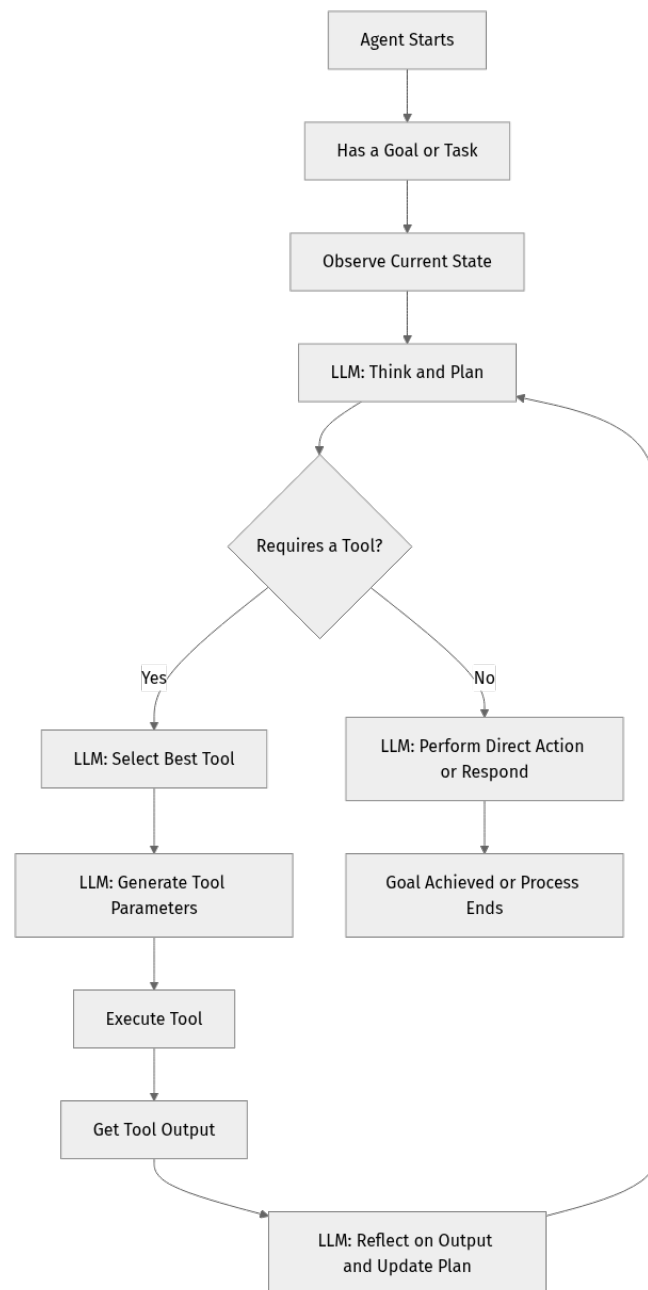 Agent Starts
Has a Goal or Task
Observe Current State
LLM: Think and Plan
Requires a Tool?
Yes
No
LLM: Select Best Tool
LLM: Perform Direct Action
or Respond
LLM: Generate Tool
Parameters
Goal Achieved or Process
Ends
Execute Tool
Get Tool Output
LLM: Reflect on Output
and Update Plan